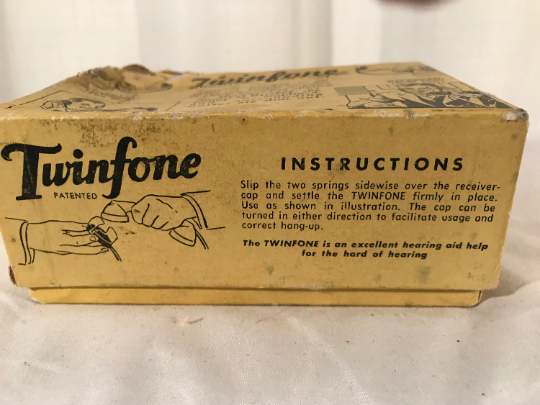 Twinfone
Twinfone
PATENTED
INSTRUCTIONS
Slip the two springs sidewise over the receiver-
cap and settle the TWINFONE firmly in place.
Use as shown in illustration. The cap can be
turned in either direction to facilitate usage and
correct hang-up.
The TWINFONE is an excellent hearing aid help
for the hard of hearing